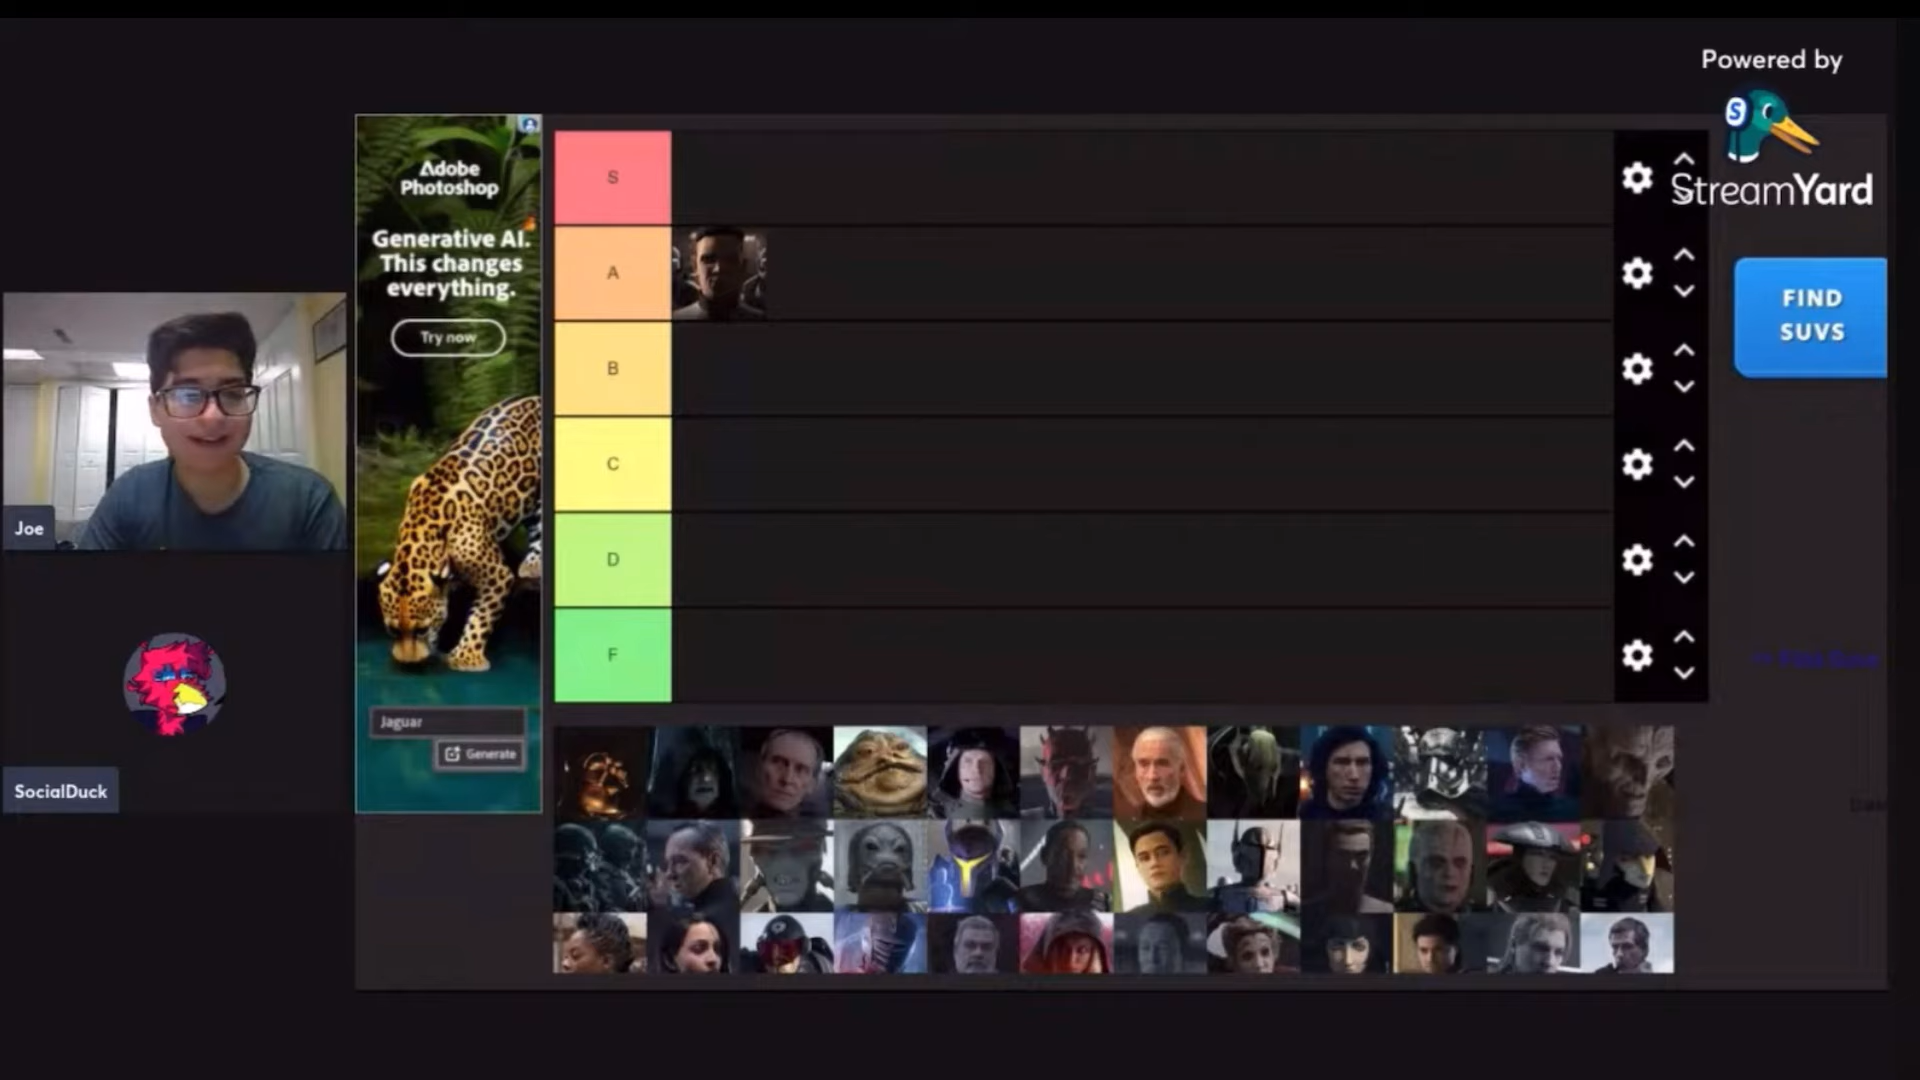 Powered by
StreamYard
Adobe
Photoshop
Generative AI.
This changes
everything.
Try now
Jaguar
Generate
S
A
B
C
D
F
FIND
SUVS
Joe
SocialDuck